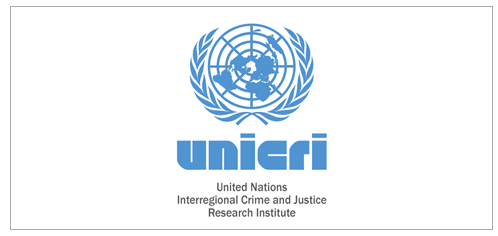 unicri
United Nations
Interregional Crime and Justice
Research Institute